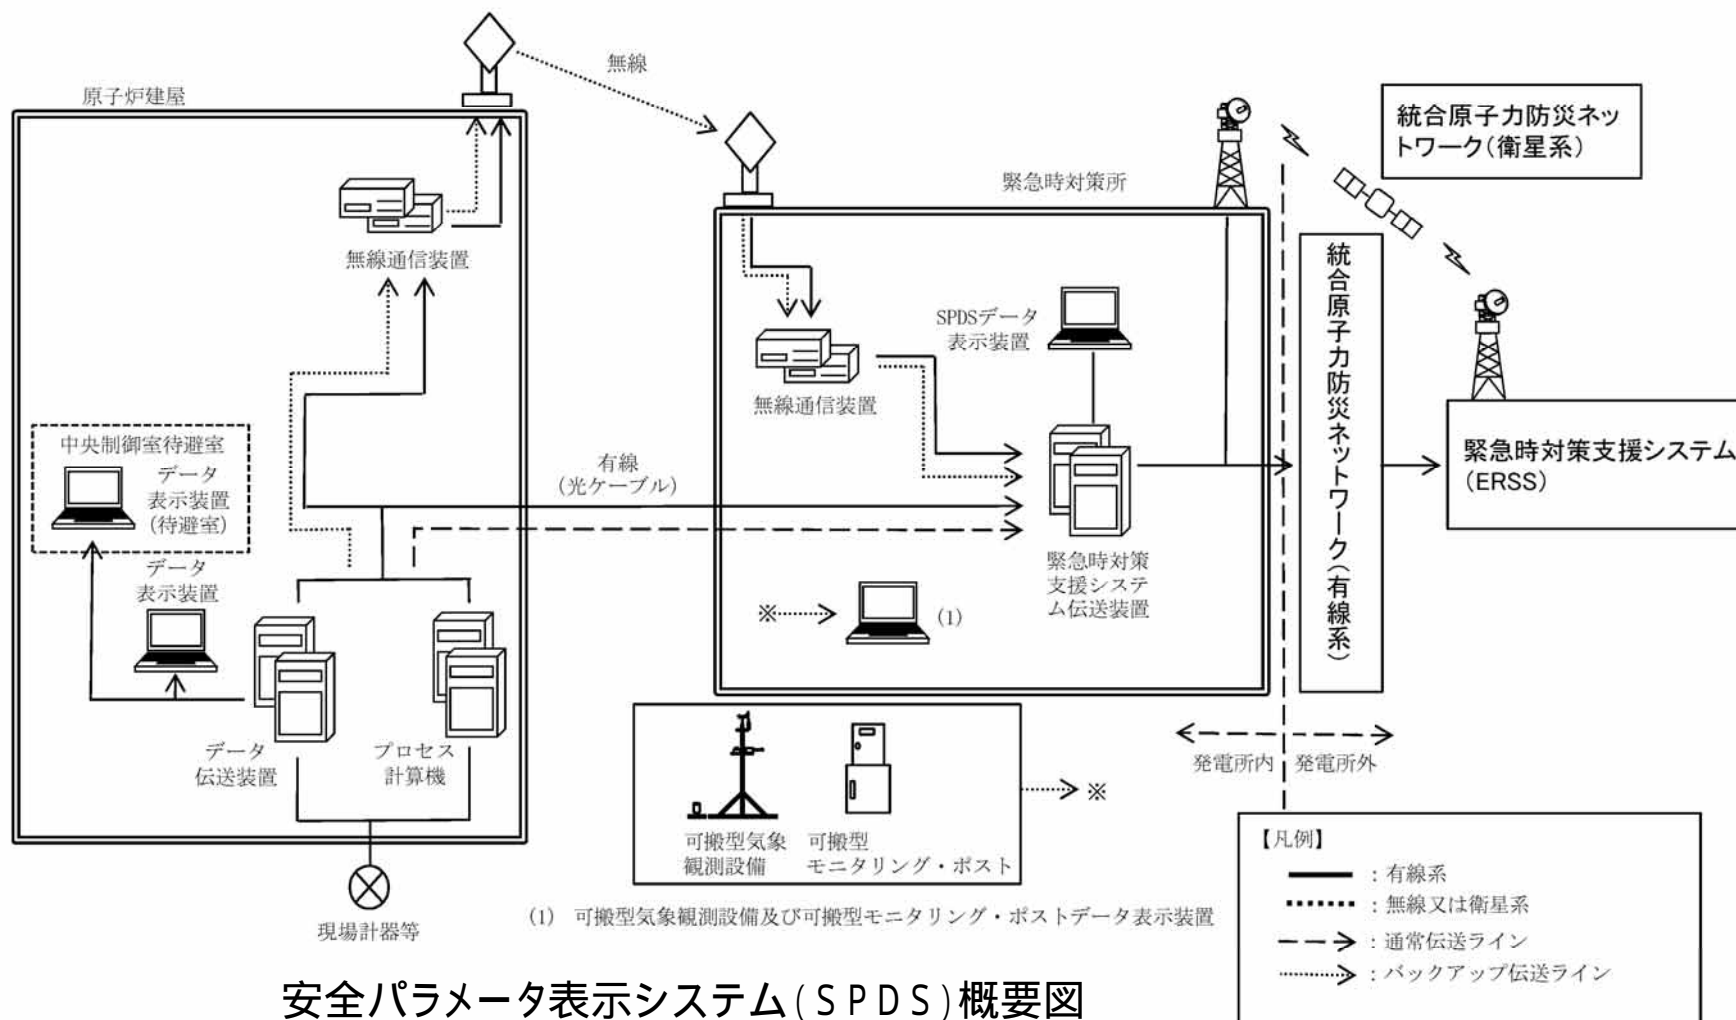 原子炉建屋
無線
無線通信装置
中央制御室待避室
データ
表示装置
(待避室)
データ
表示装置
データ
伝送装置
プロセス
計算機
現場計器等
有線
(光ケーブル)
緊急時対策所
無線通信装置
SPDSデータ
表示装置
緊急時対策
支援システ
ム伝送装置
※
(1)
可搬型気象
観測設備
可搬型
モニタリング・ポスト
※
(1) 可搬型気象観測設備及び可搬型モニタリング・ポストデータ表示装置
統合原子力防災ネッ
トワーク(衛星系)
統合原子力防災ネットワーク(有線系)
緊急時対策支援システム
(ERSS)
発電所内
発電所外
【凡例】
:有線系
:無線又は衛星系
:通常伝送ライン
:バックアップ伝送ライン
安全パラメータ表示システム(SPDS)概要図